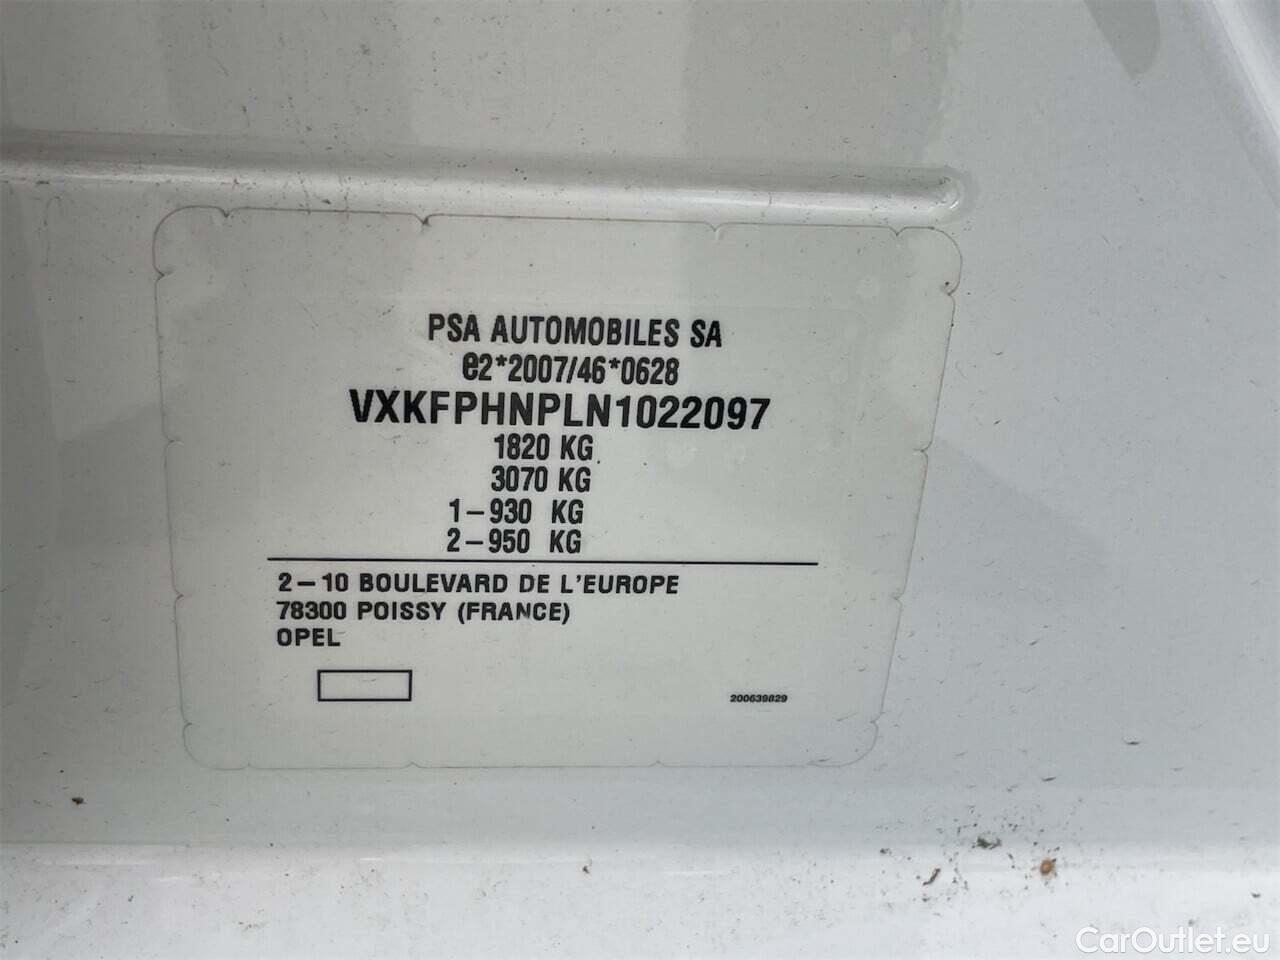 PSA AUTOMOBILES SA
e2*2007/46*0628
VXKFPHNPLN1022097
1820 KG
3070 KG
1-930 KG
2-950 KG
2-10 BOULEVARD DE L'EUROPE
78300 POISSY (FRANCE)
OPEL
200639829
CarOutlet.eu